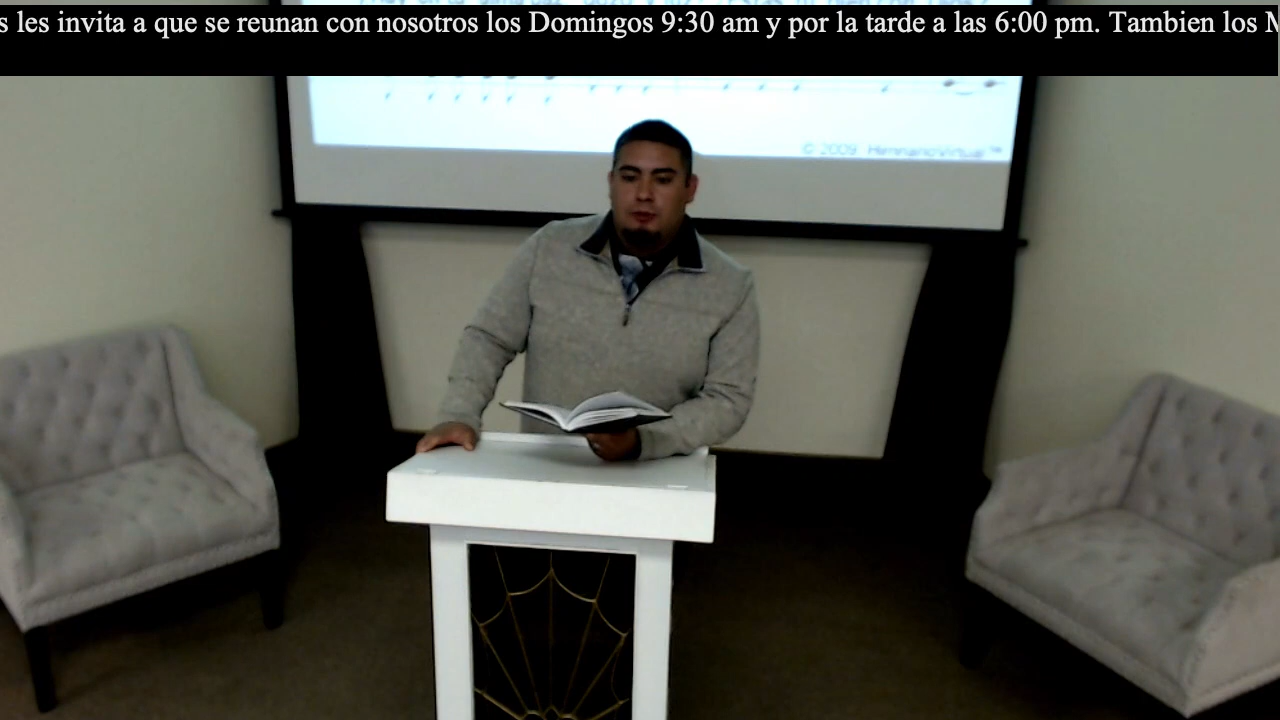 s les invita a que se reunan con nosotros los Domingos 9:30 am y por la tarde a las 6:00 pm. Tambien los M
© 2009 HimnarioVirtual™